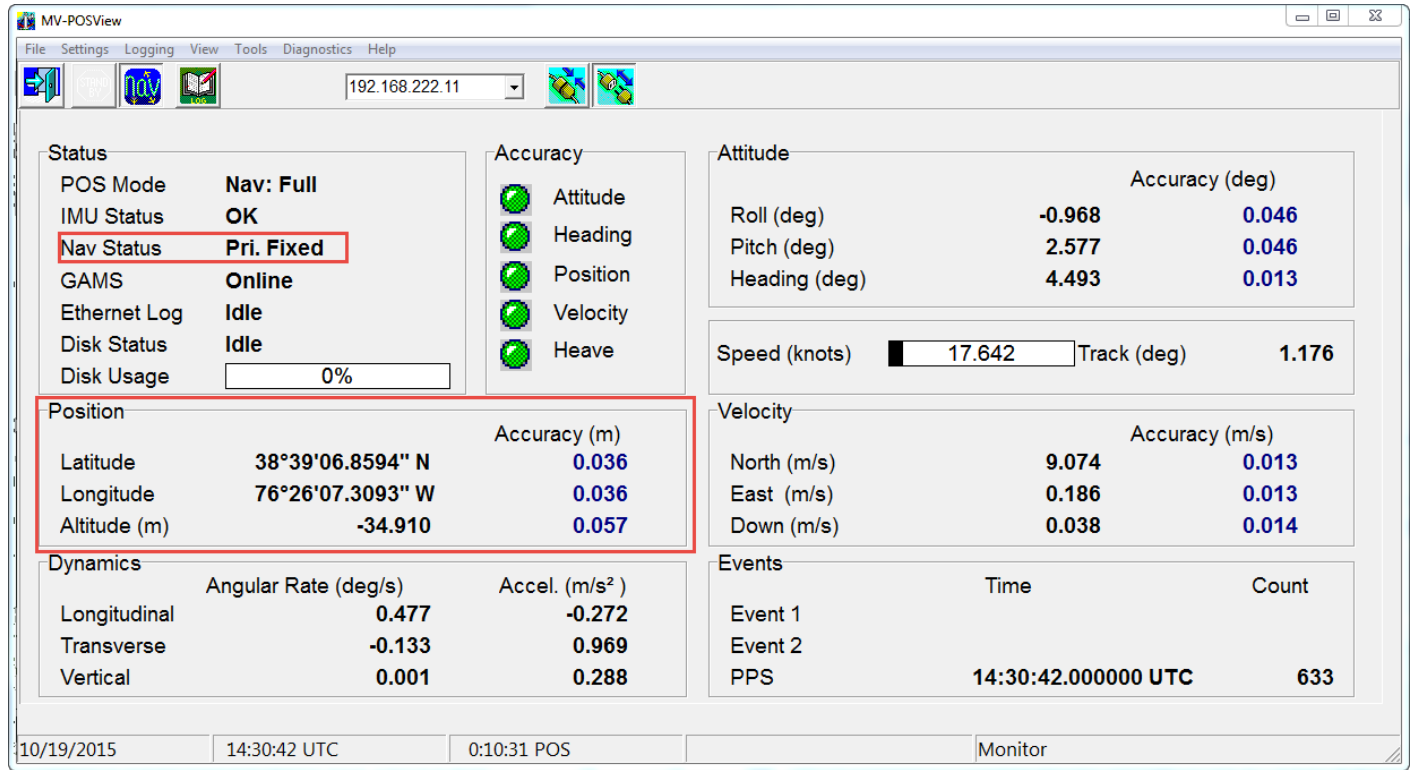 MV-POSView
File Settings Logging View Tools Diagnostics Help
nav LOG 192.168.222.11
Status
POS Mode Nav: Full
IMU Status OK
Nav Status Pri. Fixed
GAMS Online
Ethernet Log Idle
Disk Status Idle
Disk Usage 0%
Accuracy
Attitude
Heading
Position
Velocity
Heave
Attitude
Accuracy (deg)
Roll (deg) -0.968 0.046
Pitch (deg) 2.577 0.046
Heading (deg) 4.493 0.013
Speed (knots) 17.642 Track (deg) 1.176
Position
Accuracy (m)
Latitude 38°39'06.8594" N 0.036
Longitude 76°26'07.3093" W 0.036
Altitude (m) -34.910 0.057
Velocity
Accuracy (m/s)
North (m/s) 9.074 0.013
East (m/s) 0.186 0.013
Down (m/s) 0.038 0.014
Dynamics
Angular Rate (deg/s) Accel. (m/s²)
Longitudinal 0.477 -0.272
Transverse -0.133 0.969
Vertical 0.001 0.288
Events
Time Count
Event 1
Event 2
PPS 14:30:42.000000 UTC 633
10/19/2015 14:30:42 UTC 0:10:31 POS Monitor